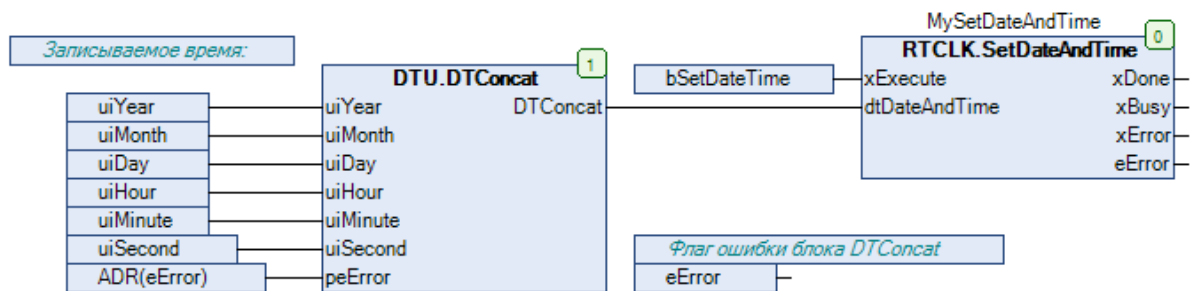 MySetDateAndTime
0
Записываемое время:
RTCLK.SetDateAndTime
1
DTU.DTConcat
bSetDateTime
xExecute
xDone
uiYear
uiYear
DTConcat
dtDateAndTime
xBusy
uiMonth
uiMonth
xError
uiDay
uiDay
eError
uiHour
uiHour
uiMinute
uiMinute
uiSecond
uiSecond
Флаг ошибки блока DTConcat
ADR(eError)
peError
eError